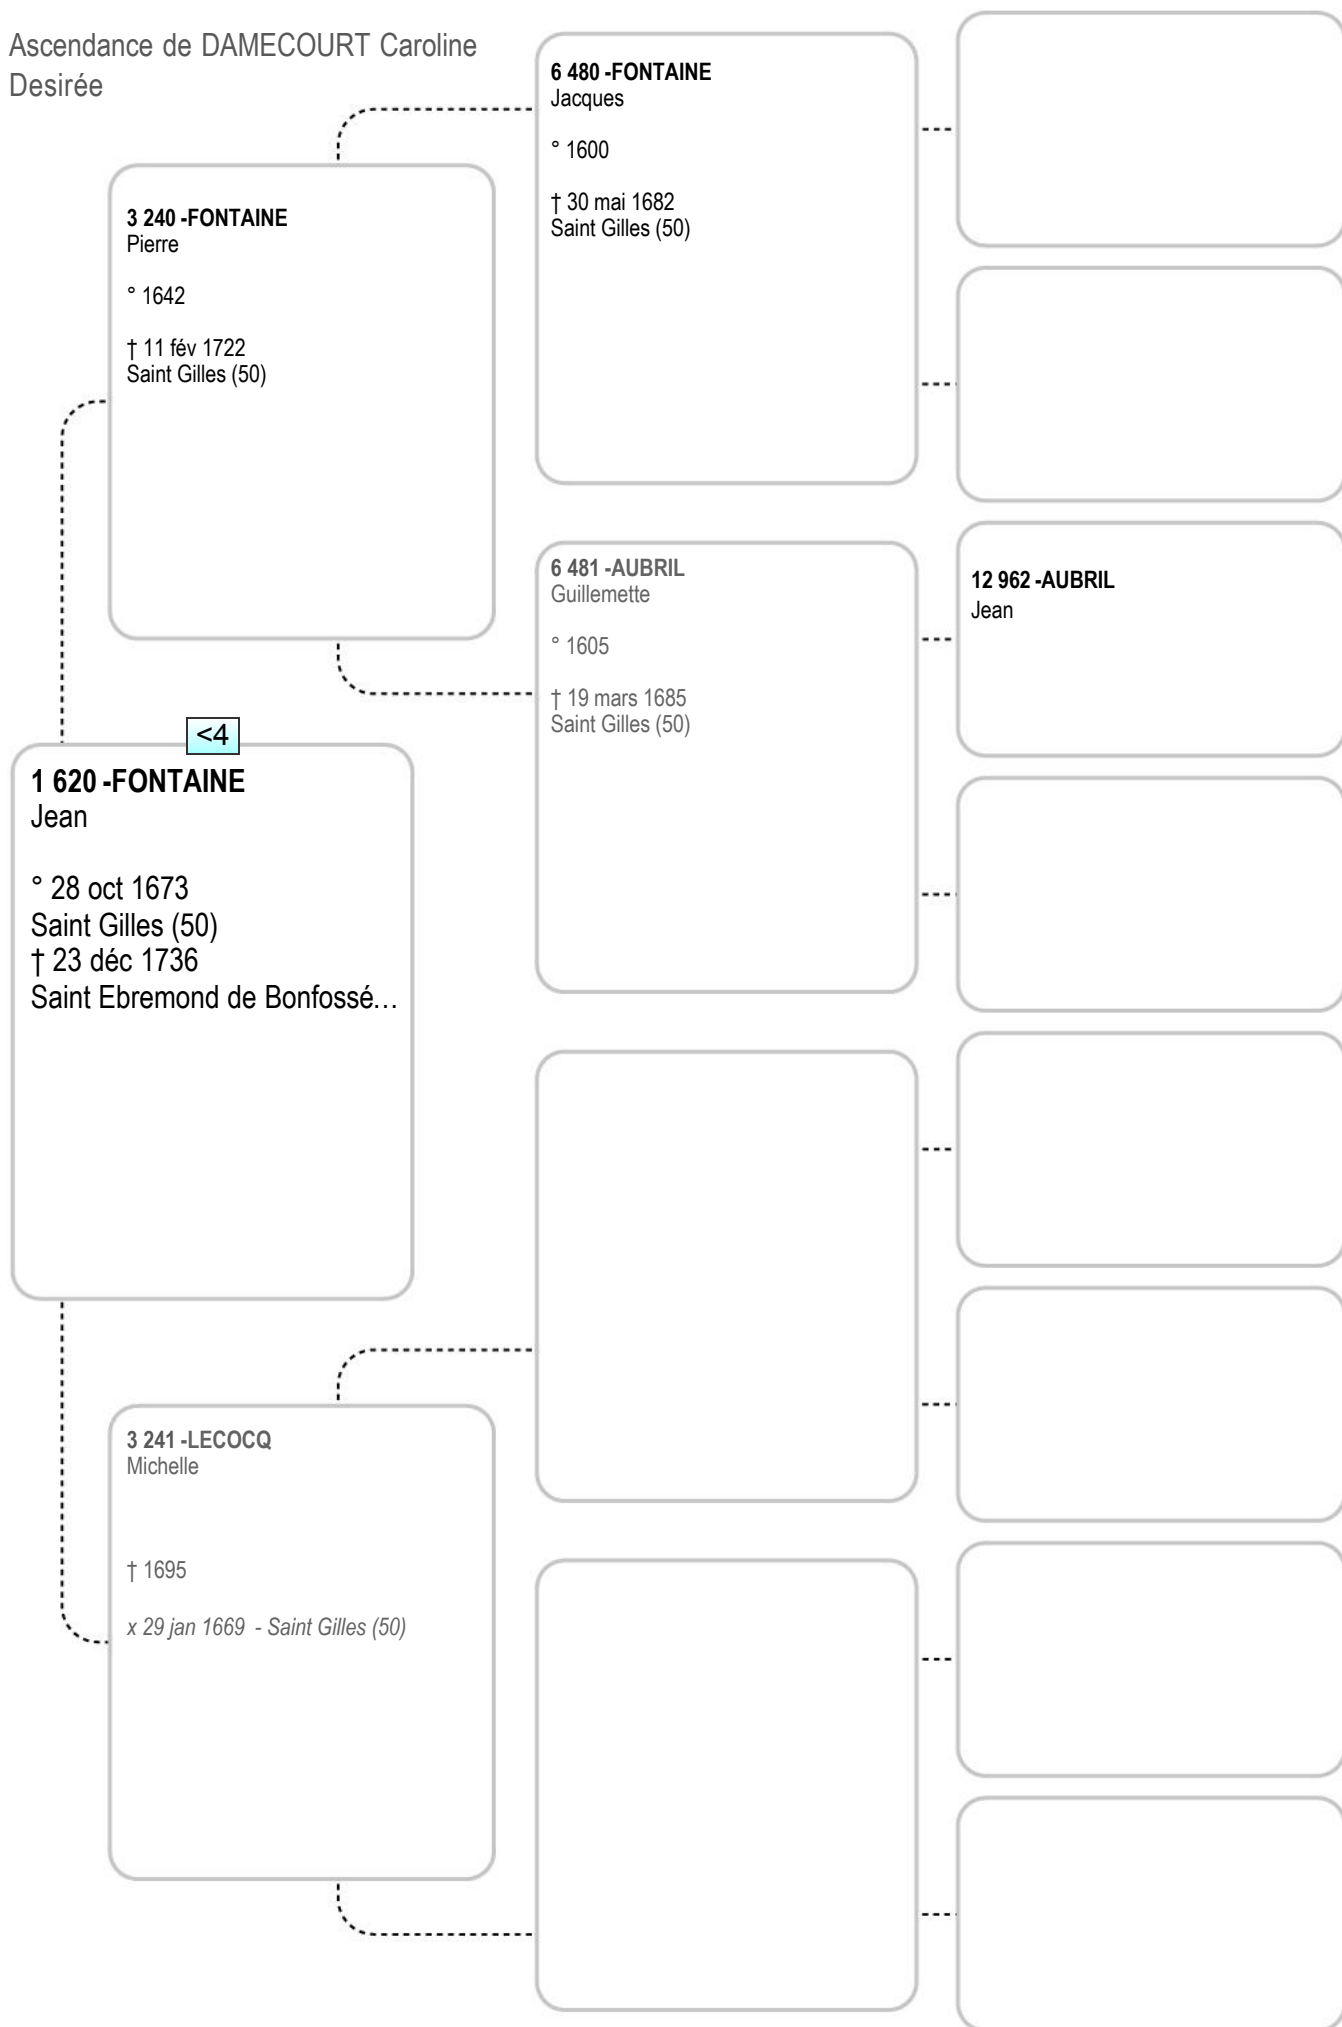 Ascendance de DAMECOURT Caroline
Desirée
6 480 -FONTAINE
Jacques
° 1600
† 30 mai 1682
Saint Gilles (50)
3 240 -FONTAINE
Pierre
° 1642
† 11 fév 1722
Saint Gilles (50)
6 481 -AUBRIL
Guillemette
° 1605
† 19 mars 1685
Saint Gilles (50)
12 962 -AUBRIL
Jean
<4
1 620 -FONTAINE
Jean
° 28 oct 1673
Saint Gilles (50)
† 23 déc 1736
Saint Ebremond de Bonfossé…
3 241 -LECOCQ
Michelle
† 1695
x 29 jan 1669 - Saint Gilles (50)